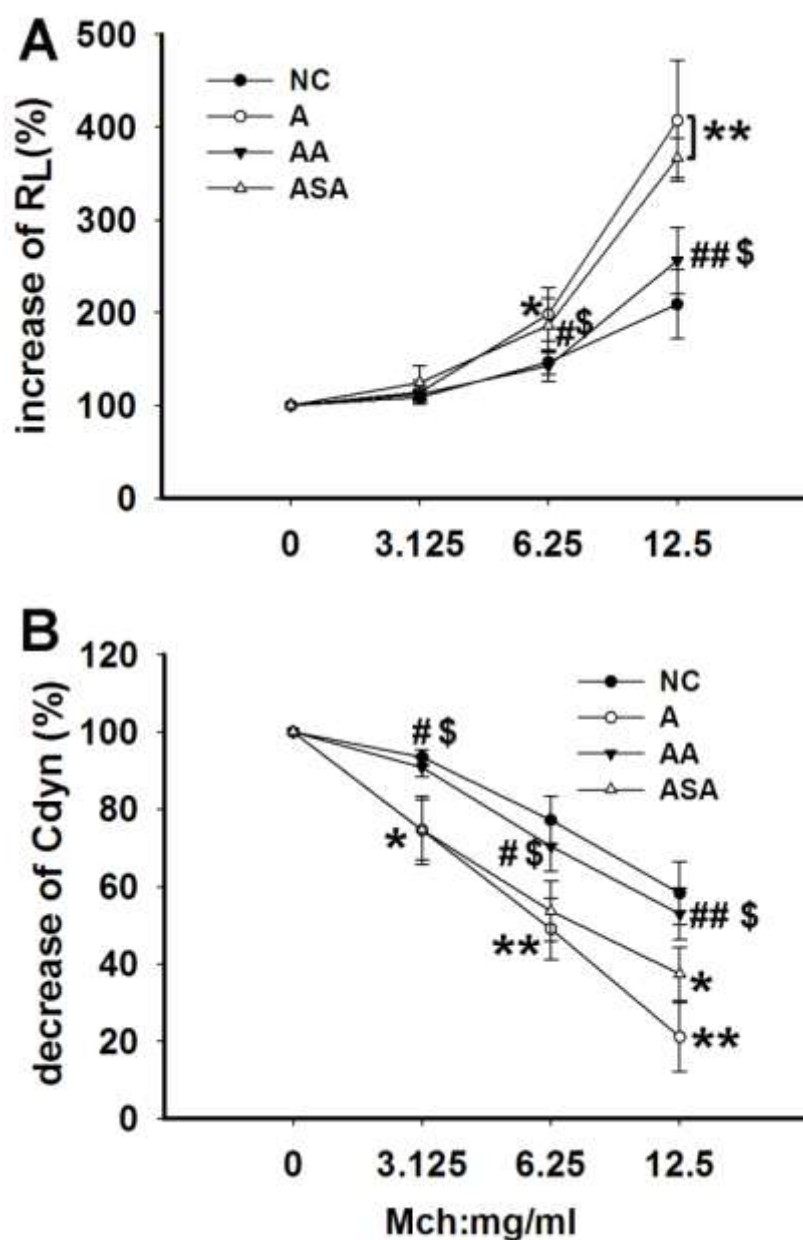 A
increase of RL(%)
500
400
300
200
100
0
NC
A
AA
ASA
**
##$
*
#$
0 3.125 6.25 12.5
B
decrease of Cdyn (%)
120
100
80
60
40
20
0
NC
A
AA
ASA
# $
*
# $
**
## $
*
**
0 3.125 6.25 12.5
Mch:mg/ml